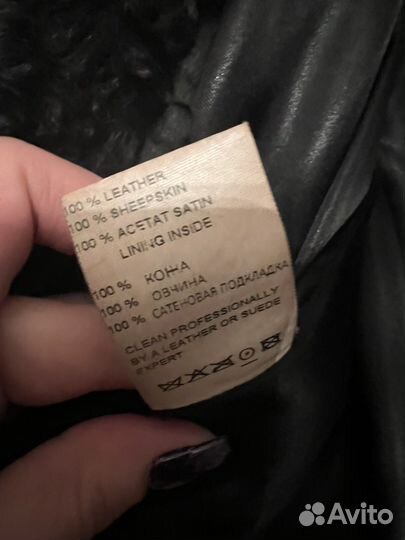 100 % LEATHER
100 % SHEEPSKIN
100 % ACETAT SATIN
LINING INSIDE
100 % КОЖА
100 % ОВЧИНА
100 % САТЕНОВАЯ ПОДКЛАДКА
CLEAN PROFESSIONALLY
BY A LEATHER OR SUEDE
EXPERT
Avito